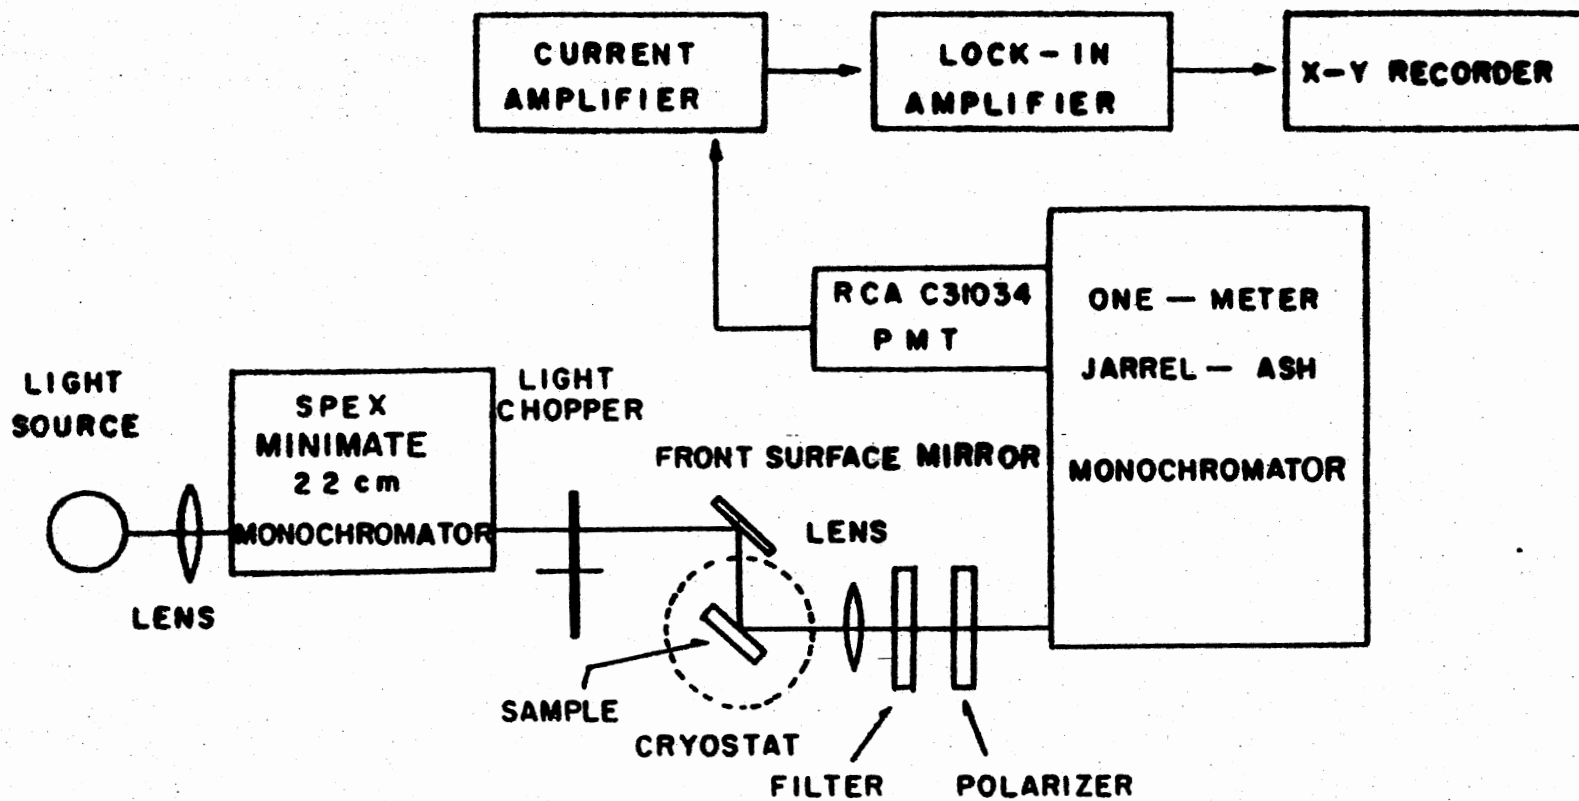 CURRENT
AMPLIFIER
LOCK-IN
AMPLIFIER
X-Y RECORDER
RCA C31034
PMT
ONE - METER
JARREL - ASH
MONOCHROMATOR
LIGHT
SOURCE
LENS
SPEX
MINIMATE
22 cm
MONOCHROMATOR
LIGHT
CHOPPER
FRONT SURFACE MIRROR
LENS
SAMPLE
CRYOSTAT
FILTER
POLARIZER